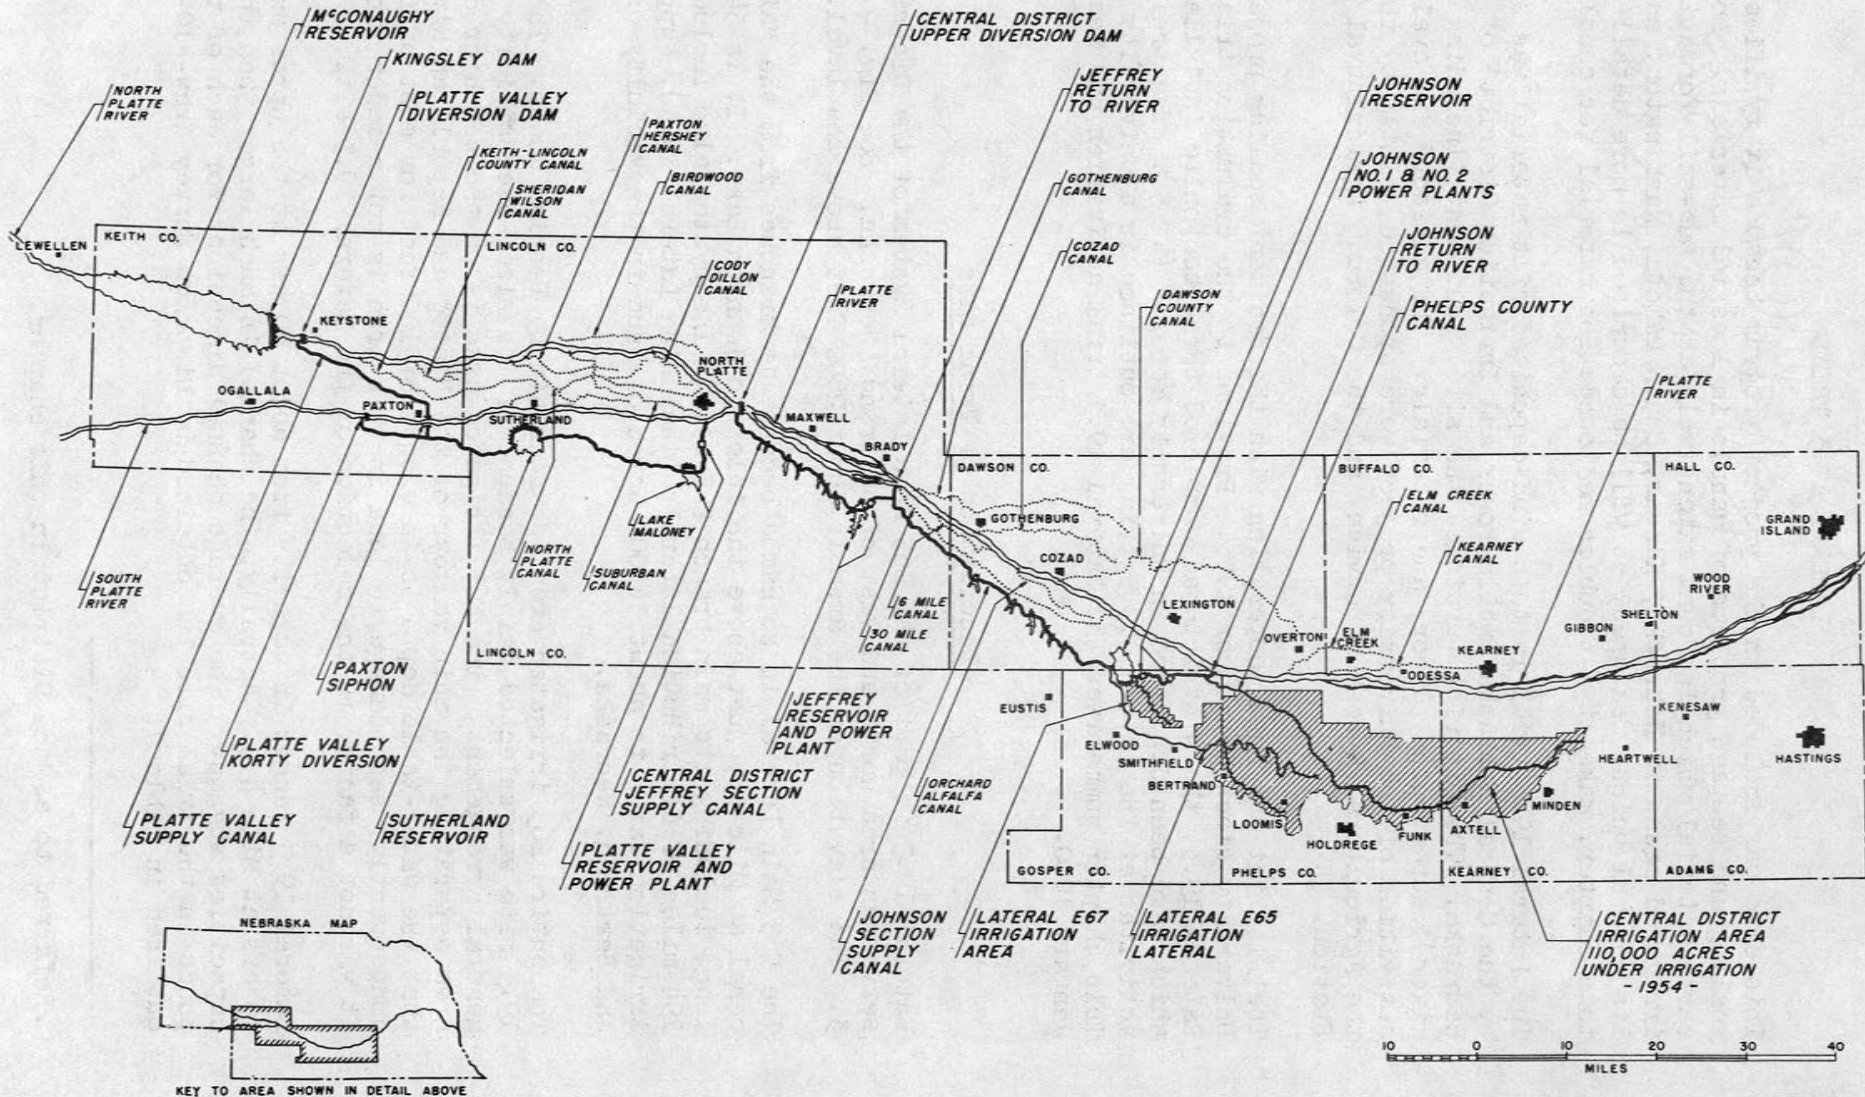 McCONAUGHY
RESERVOIR
KINGSLEY DAM
NORTH
PLATTE
RIVER
PLATTE VALLEY
DIVERSION DAM
KEITH-LINCOLN
COUNTY CANAL
SHERIDAN
WILSON
CANAL
PAXTON
HERSHEY
CANAL
BIRDWOOD
CANAL
CENTRAL DISTRICT
UPPER DIVERSION DAM
JEFFREY
RETURN
TO RIVER
GOTHENBURG
CANAL
COZAD
CANAL
DAWSON
COUNTY
CANAL
JOHNSON
RESERVOIR
JOHNSON
NO. 1 & NO. 2
POWER PLANTS
JOHNSON
RETURN
TO RIVER
PHELPS COUNTY
CANAL
PLATTE
RIVER
LEWELLEN
KEITH CO.
LINCOLN CO.
CODY
DILLON
CANAL
PLATTE
RIVER
KEYSTONE
OGALLALA
PAXTON
SUTHERLAND
NORTH
PLATTE
MAXWELL
BRADY
DAWSON CO.
BUFFALO CO.
HALL CO.
ELM CREEK
CANAL
KEARNEY
CANAL
GRAND
ISLAND
WOOD
RIVER
SHELTON
GIBBON
GOTHENBURG
COZAD
LEXINGTON
OVERTON
ELM
CREEK
ODESSA
KEARNEY
LAKE
MALONEY
NORTH
PLATTE
CANAL
SUBURBAN
CANAL
SOUTH
PLATTE
RIVER
6 MILE
CANAL
30 MILE
CANAL
LINCOLN CO.
PAXTON
SIPHON
PLATTE VALLEY
KORTY DIVERSION
PLATTE VALLEY
SUPPLY CANAL
SUTHERLAND
RESERVOIR
JEFFREY
RESERVOIR
AND POWER
PLANT
CENTRAL DISTRICT
JEFFREY SECTION
SUPPLY CANAL
PLATTE VALLEY
RESERVOIR AND
POWER PLANT
ORCHARD
ALFALFA
CANAL
EUSTIS
ELWOOD
SMITHFIELD
BERTRAND
LOOMIS
HOLDREGE
FUNK
AXTELL
MINDEN
HEARTWELL
KENESAW
HASTINGS
GOSPER CO.
PHELPS CO.
KEARNEY CO.
ADAMS CO.
JOHNSON
SECTION
SUPPLY
CANAL
LATERAL E67
IRRIGATION
AREA
LATERAL E65
IRRIGATION
LATERAL
CENTRAL DISTRICT
IRRIGATION AREA
110,000 ACRES
UNDER IRRIGATION
- 1954 -
NEBRASKA MAP
KEY TO AREA SHOWN IN DETAIL ABOVE
10 0 10 20 30 40
MILES